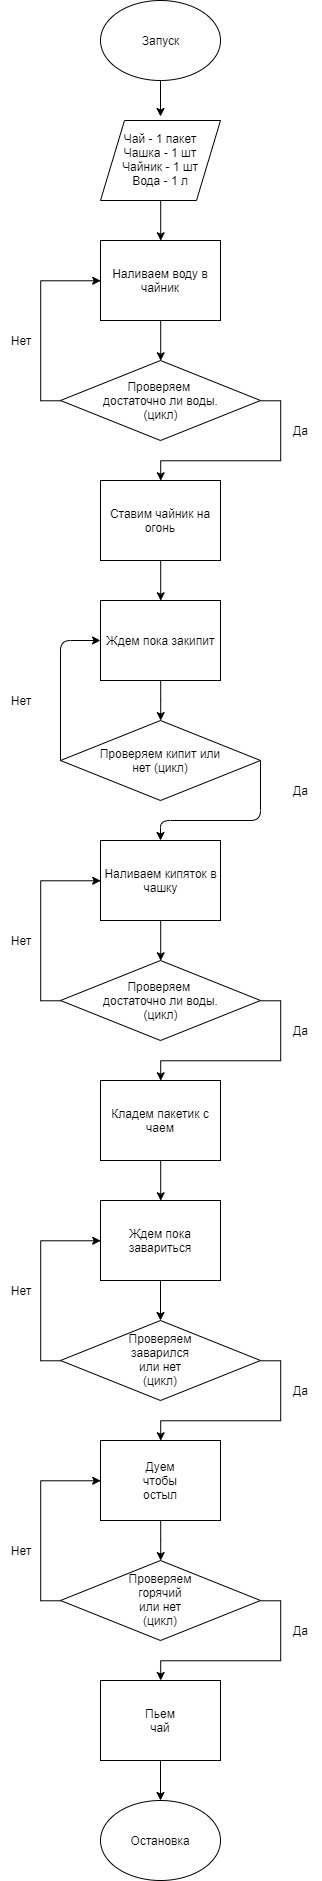 Запуск
Чай - 1 пакет
Чашка - 1 шт
Чайник - 1 шт
Вода - 1 л
Наливаем воду в
чайник
Нет
Проверяем
достаточно ли воды.
(цикл)
Да
Ставим чайник на
огонь
Ждем пока закипит
Нет
Проверяем кипит или
нет (цикл)
Да
Наливаем кипяток в
чашку
Нет
Проверяем
достаточно ли воды.
(цикл)
Да
Кладем пакетик с
чаем
Ждем пока
завариться
Нет
Проверяем
заварился
или нет
(цикл)
Да
Дуем
чтобы
остыл
Нет
Проверяем
горячий
или нет
(цикл)
Да
Пьем
чай
Остановка